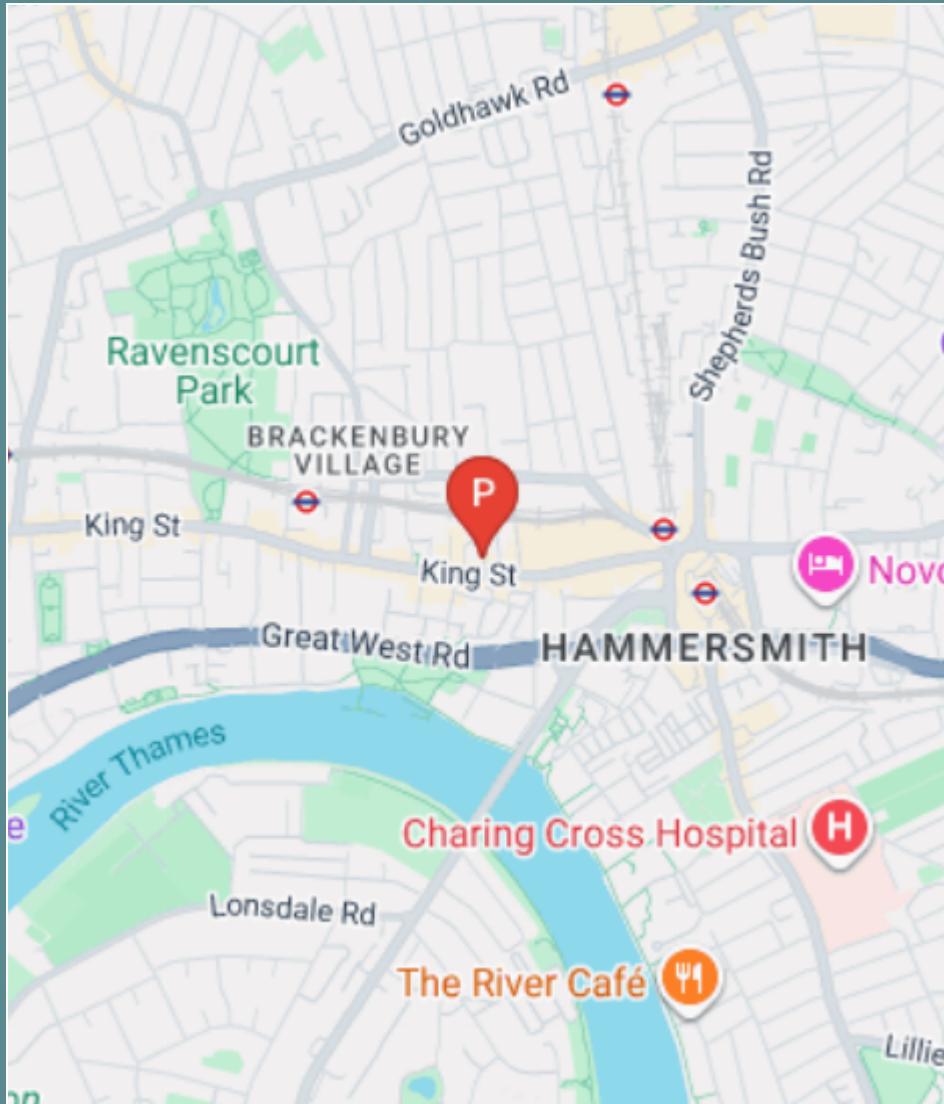 Goldhawk Rd
Shepherds Bush Rd
Ravenscourt
Park
BRACKENBURY
VILLAGE
P
King St
King St
Novo
Great West Rd
HAMMERSMITH
River Thames
e
Charing Cross Hospital
H
Lonsdale Rd
The River Café
Lillie
on